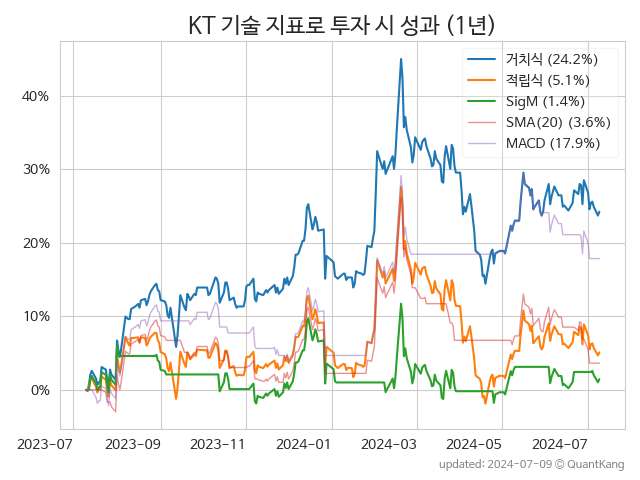 KT 기술 지표로 투자 시 성과 (1년)
거치식 (24.2%)
적립식 (5.1%)
SigM (1.4%)
SMA(20) (3.6%)
MACD (17.9%)
40%
30%
20%
10%
0%
2023-07 2023-09 2023-11 2024-01 2024-03 2024-05 2024-07
updated: 2024-07-09 © QuantKang